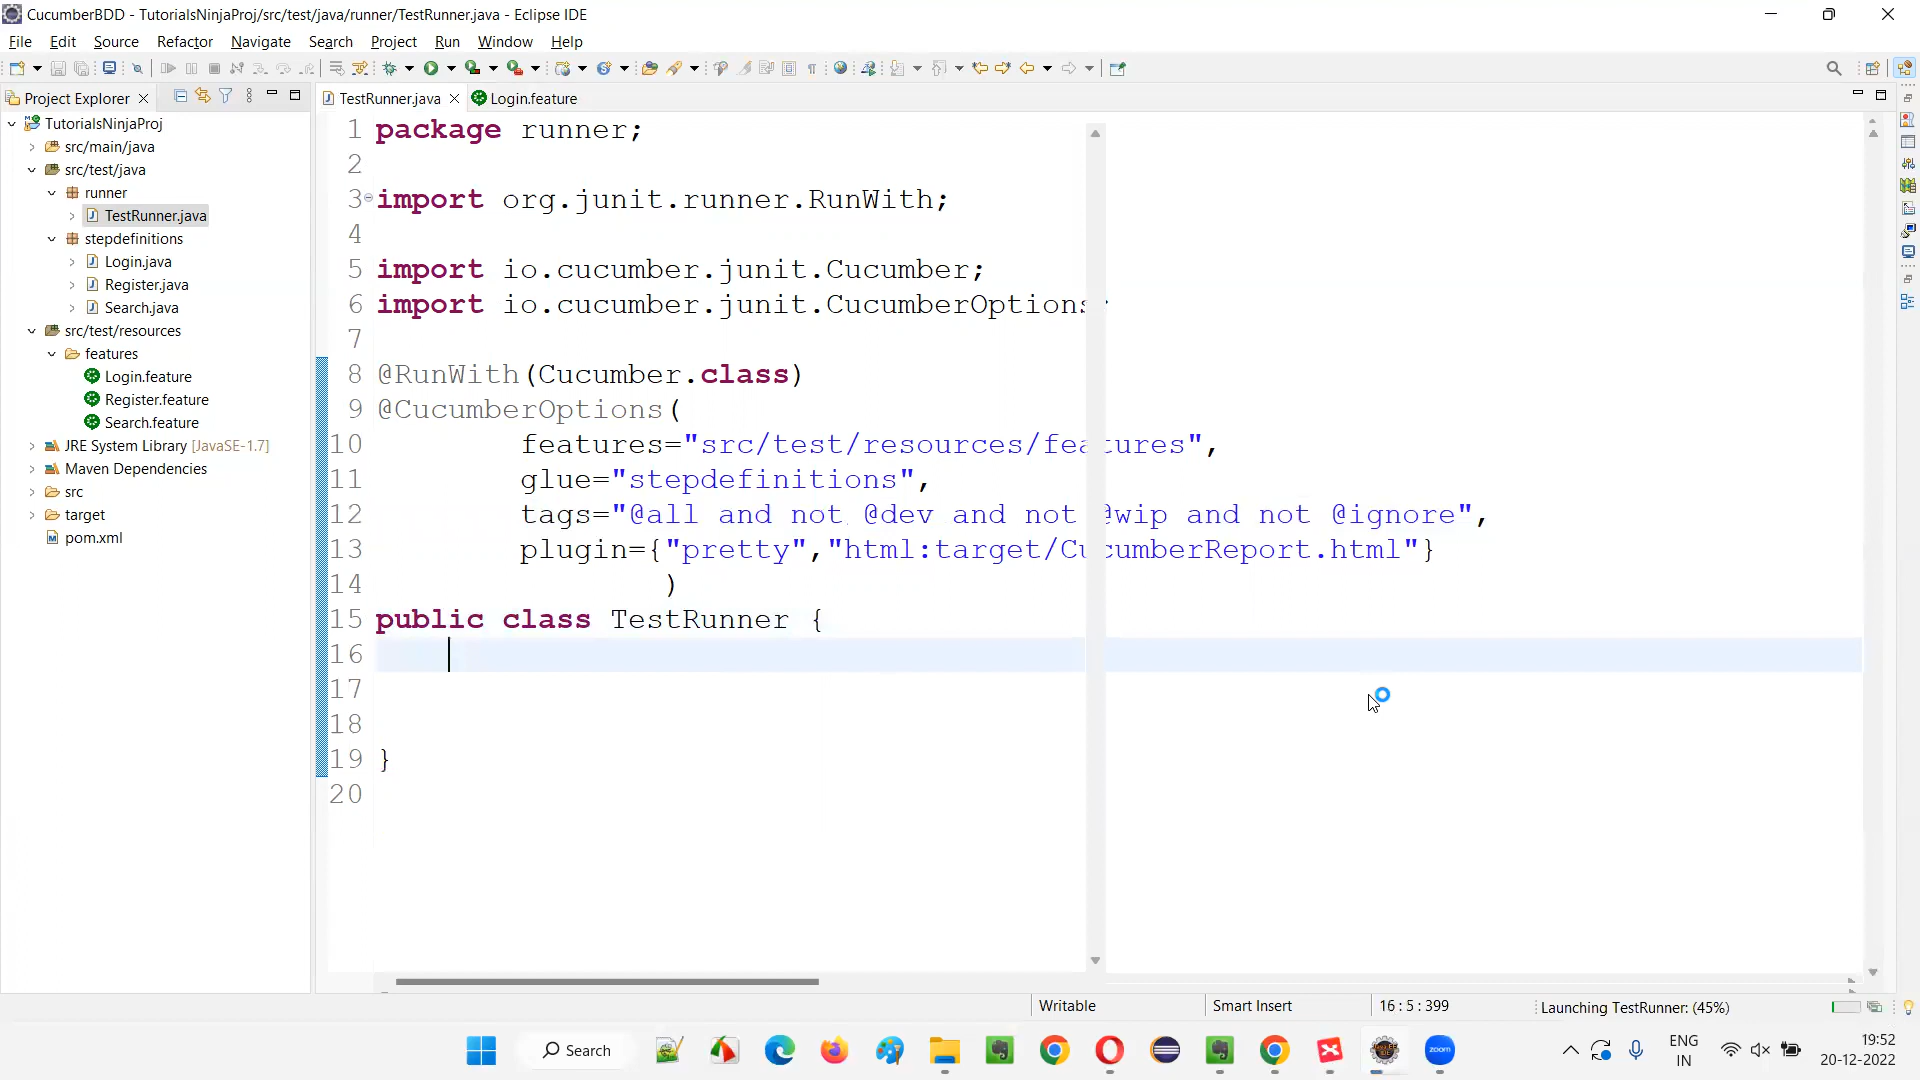 CucumberBDD - TutorialsNinjaProj/src/test/java/runner/TestRunner.java - Eclipse IDE
File Edit Source Refactor Navigate Search Project Run Window Help
Project Explorer
TestRunner.java
Login.feature
TutorialsNinjaProj
src/main/java
src/test/java
runner
TestRunner.java
stepdefinitions
Login.java
Register.java
Search.java
src/test/resources
features
Login.feature
Register.feature
Search.feature
JRE System Library [JavaSE-1.7]
Maven Dependencies
src
target
pom.xml
1 package runner;
2
3 import org.junit.runner.RunWith;
4
5 import io.cucumber.junit.Cucumber;
6 import io.cucumber.junit.CucumberOptions;
7
8 @RunWith(Cucumber.class)
9 @CucumberOptions(
10 features="src/test/resources/features",
11 glue="stepdefinitions",
12 tags="@all and not @dev and not @wip and not @ignore",
13 plugin={"pretty","html:target/CucumberReport.html"}
14 )
15 public class TestRunner {
16
17
18
19 }
20
Writable Smart Insert 16 : 5 : 399 Launching TestRunner: (45%)
Search
zoom
ENG
IN
19:52
20-12-2022